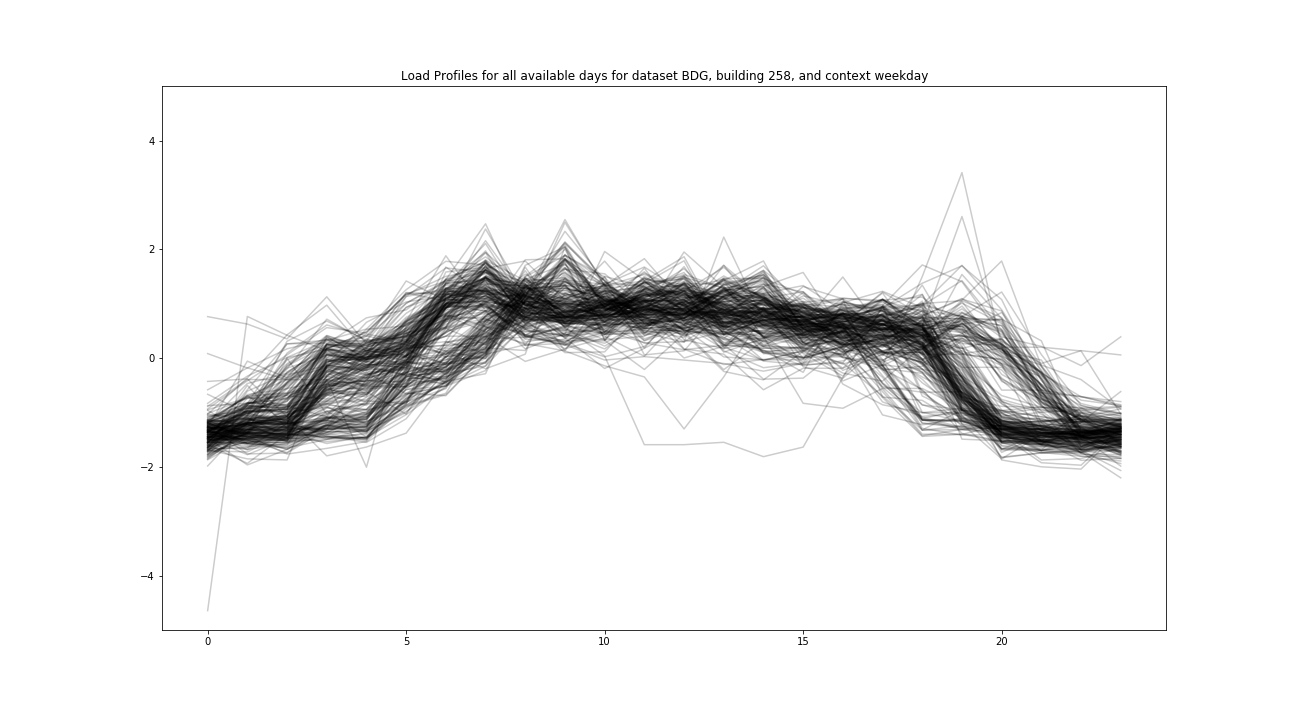 Load Profiles for all available days for dataset BDG, building 258, and context weekday
4
2
0
−2
−4
0 5 10 15 20